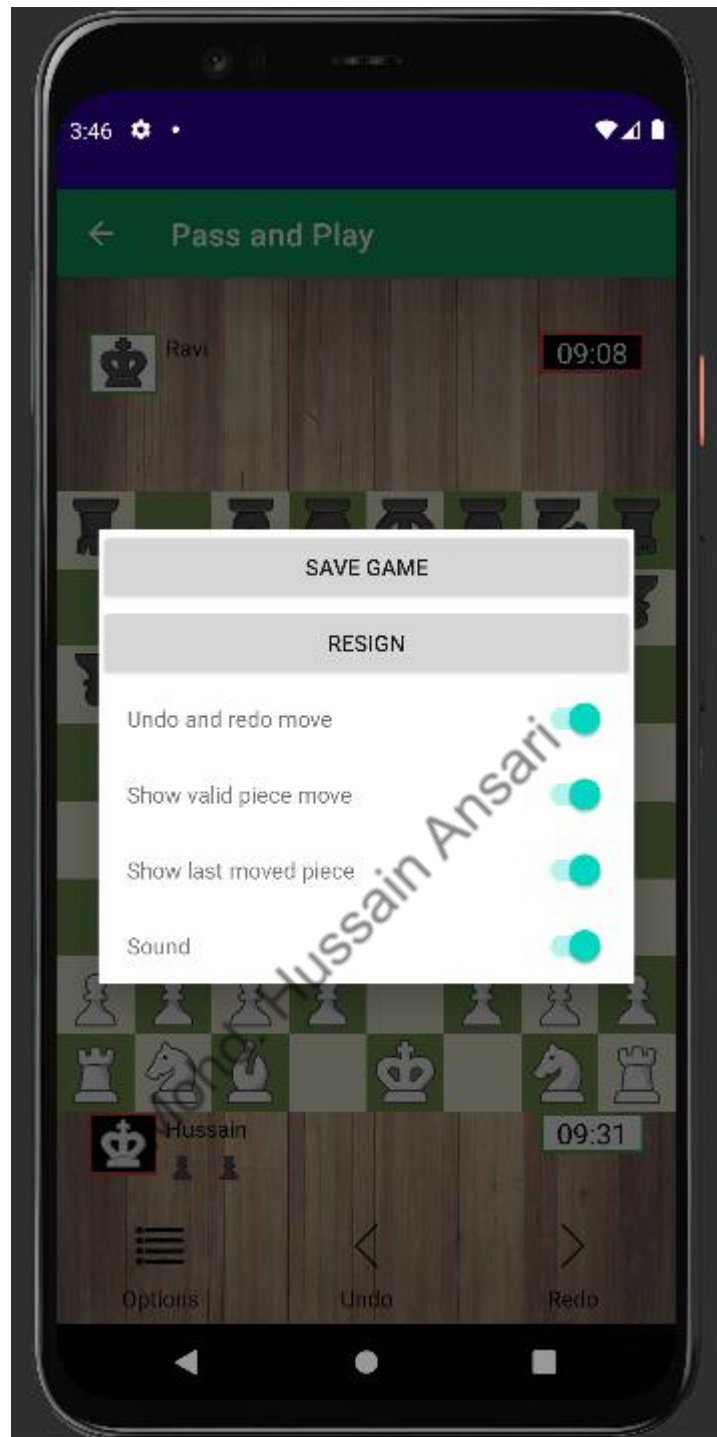 3:46
Pass and Play
Ravi
09:08
SAVE GAME
RESIGN
Undo and redo move
Show valid piece move
Show last moved piece
Sound
Mohd. Hussain Ansari
Hussain
09:31
Options
Undo
Redo